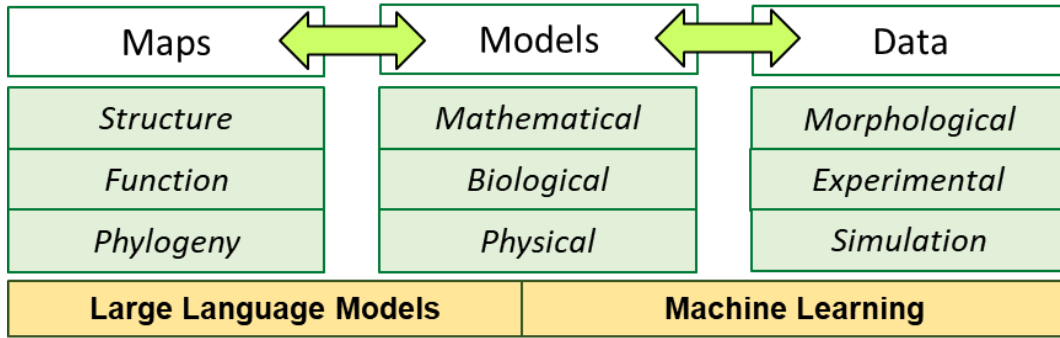 Maps
Models
Data
Structure
Mathematical
Morphological
Function
Biological
Experimental
Phylogeny
Physical
Simulation
Large Language Models
Machine Learning